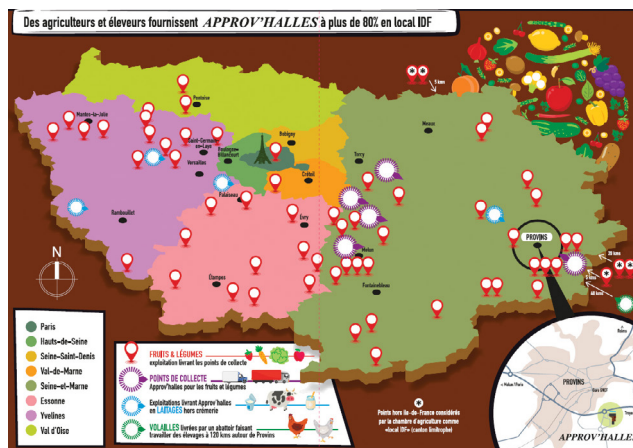 Des agriculteurs et éleveurs fournissent APPROV'HALLES à plus de 80% en local IDF
5 kms
Pontoise
Mantes-la-Jolie
Meaux
Saint-Germain-en-Laye
Bobigny
Boulogne-Billancourt
Torcy
Versailles
Créteil
Palaiseau
Rambouillet
Evry
PROVINS
Melun
Étampes
Fontainebleau
N
Paris
Hauts-de-Seine
Seine-Saint-Denis
Val-de-Marne
Seine-et-Marne
Essonne
Yvelines
Val d'Oise
FRUITS & LÉGUMES
exploitation livrant les points de collecte
POINTS DE COLLECTE
Approv'halles pour les fruits et légumes
Exploitations livrant Approv'halles
en LAITAGES hors crèmerie
VOLAILLES livrées par un abattoir faisant
travailler des élevages à 120 kms autour de Provins
Points hors Ile-de-France considérés
par la chambre d'agriculture comme
«local IDF» (canton limitrophe)
PROVINS
APPROV'HALLES